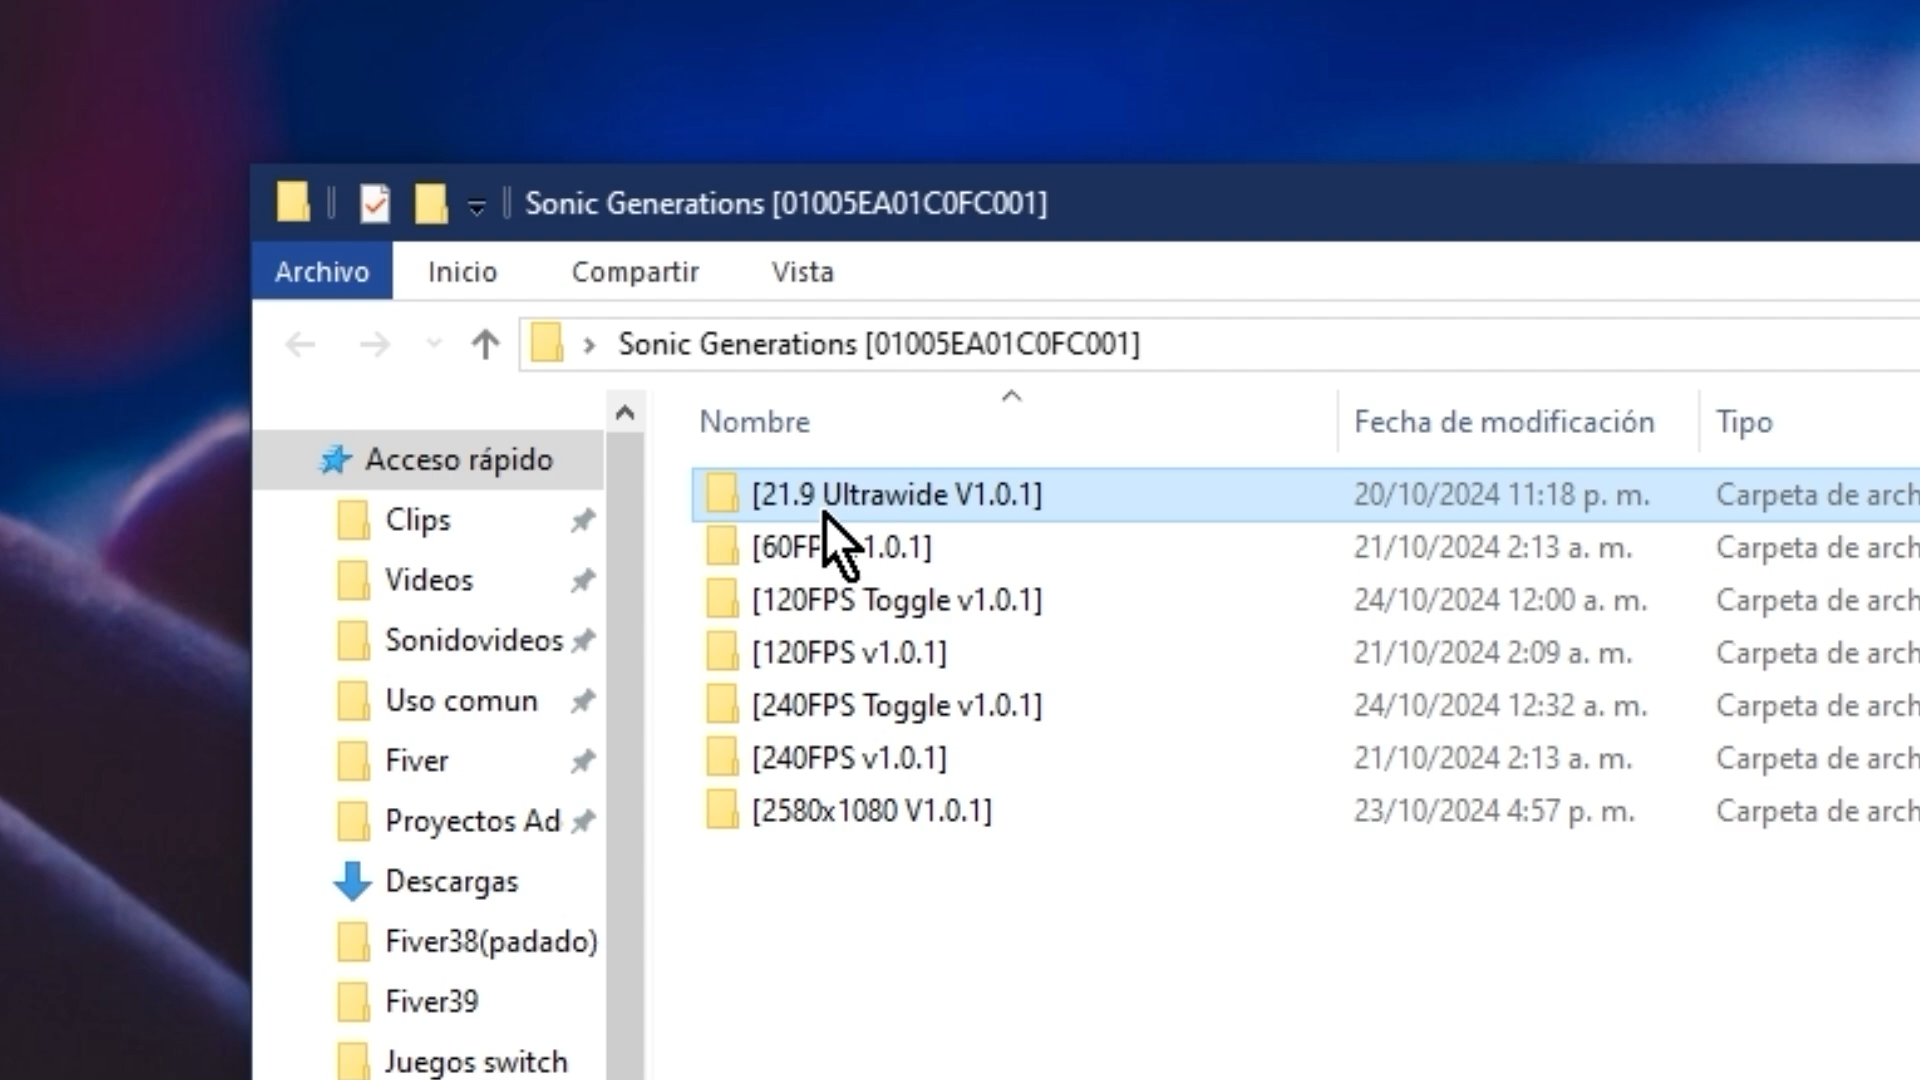 Sonic Generations [01005EA01C0FC001]
Archivo Inicio Compartir Vista
Sonic Generations [01005EA01C0FC001]
Nombre Fecha de modificación Tipo
Acceso rápido
Clips
Videos
Sonidovideos
Uso comun
Fiver
Proyectos Ad
Descargas
Fiver38(padado)
Fiver39
Juegos switch
[21.9 Ultrawide V1.0.1] 20/10/2024 11:18 p. m. Carpeta de arch
[60FP 1.0.1] 21/10/2024 2:13 a. m. Carpeta de arch
[120FPS Toggle v1.0.1] 24/10/2024 12:00 a. m. Carpeta de arch
[120FPS v1.0.1] 21/10/2024 2:09 a. m. Carpeta de arch
[240FPS Toggle v1.0.1] 24/10/2024 12:32 a. m. Carpeta de arch
[240FPS v1.0.1] 21/10/2024 2:13 a. m. Carpeta de arch
[2580x1080 V1.0.1] 23/10/2024 4:57 p. m. Carpeta de arch